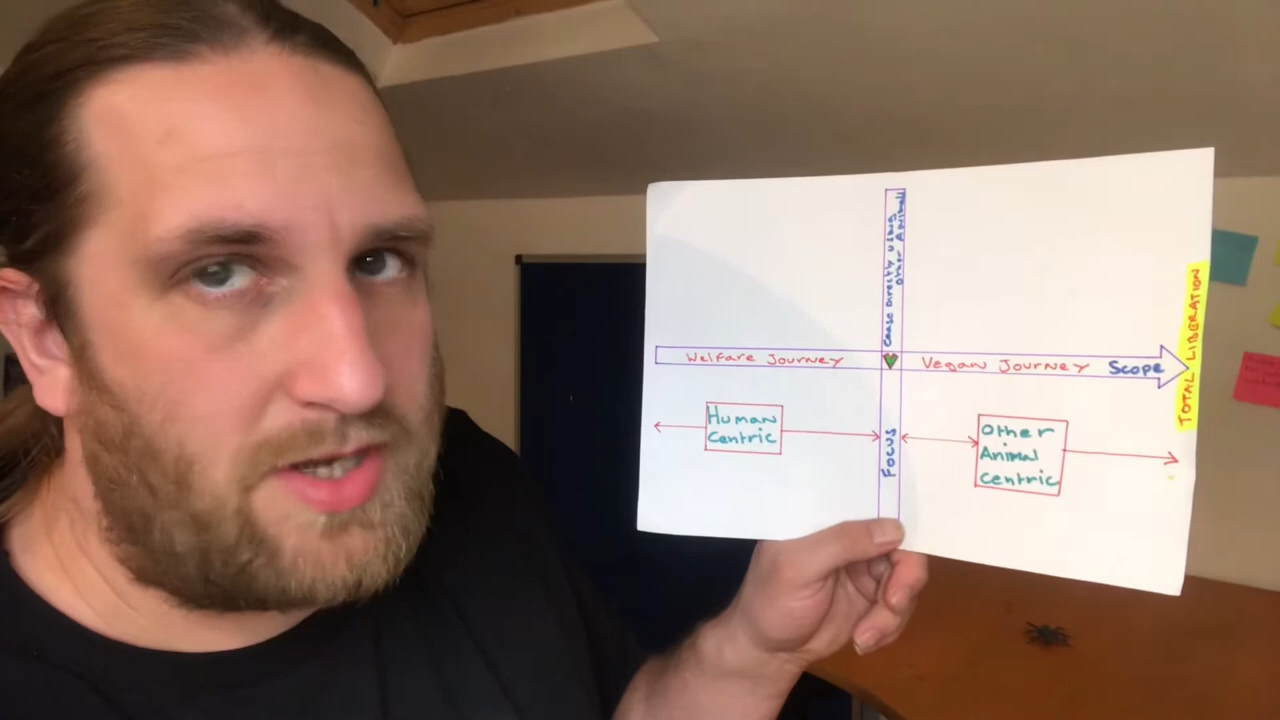 Cease Directly using
other Animals
Welfare Journey
Vegan Journey
Scope
TOTAL LIBERATION
Human
Centric
Focus
Other
Animal
Centric